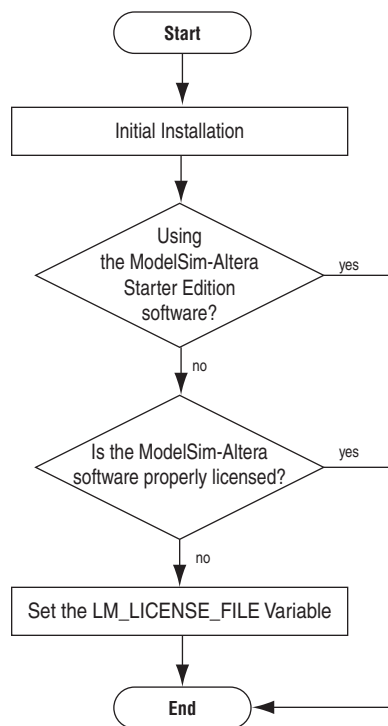 Start
Initial Installation
Using
the ModelSim-Altera
Starter Edition
software?
yes
no
Is the ModelSim-Altera
software properly licensed?
yes
no
Set the LM_LICENSE_FILE Variable
End